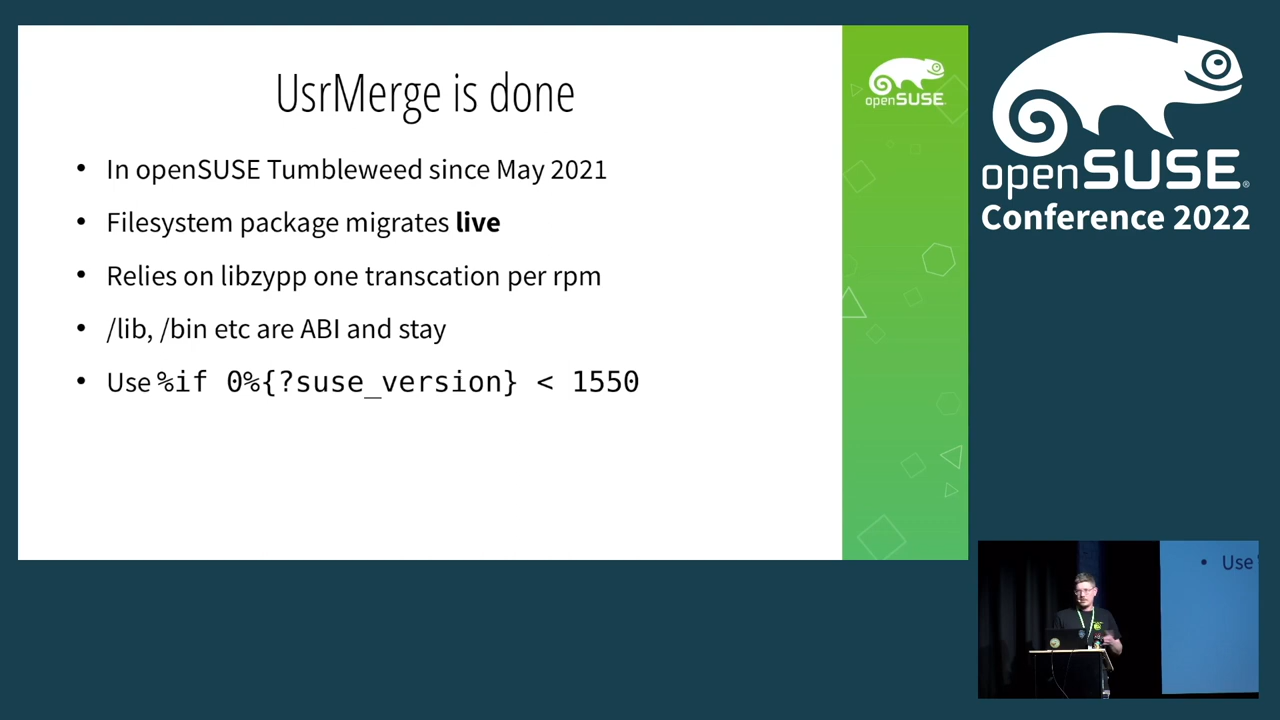 UsrMerge is done
• In openSUSE Tumbleweed since May 2021
• Filesystem package migrates live
• Relies on libzypp one transcation per rpm
• /lib, /bin etc are ABI and stay
• Use %if 0%{?suse_version} < 1550
openSUSE
openSUSE®
Conference 2022
• Use